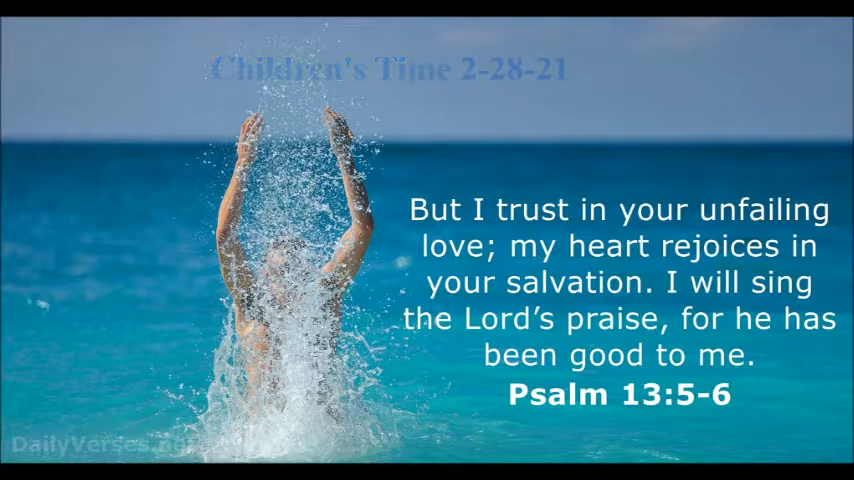 Children's Time 2-28-21
But I trust in your unfailing
love; my heart rejoices in
your salvation. I will sing
the Lord’s praise, for he has
been good to me.
Psalm 13:5-6
DailyVerses.net